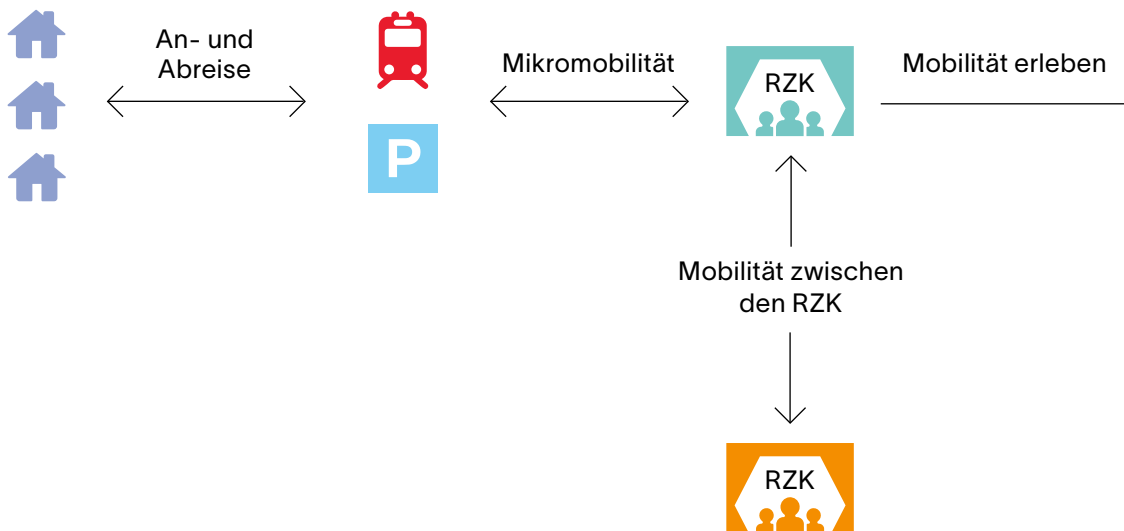 An- und
Abreise
Mikromobilität
RZK
Mobilität erleben
P
Mobilität zwischen
den RZK
RZK